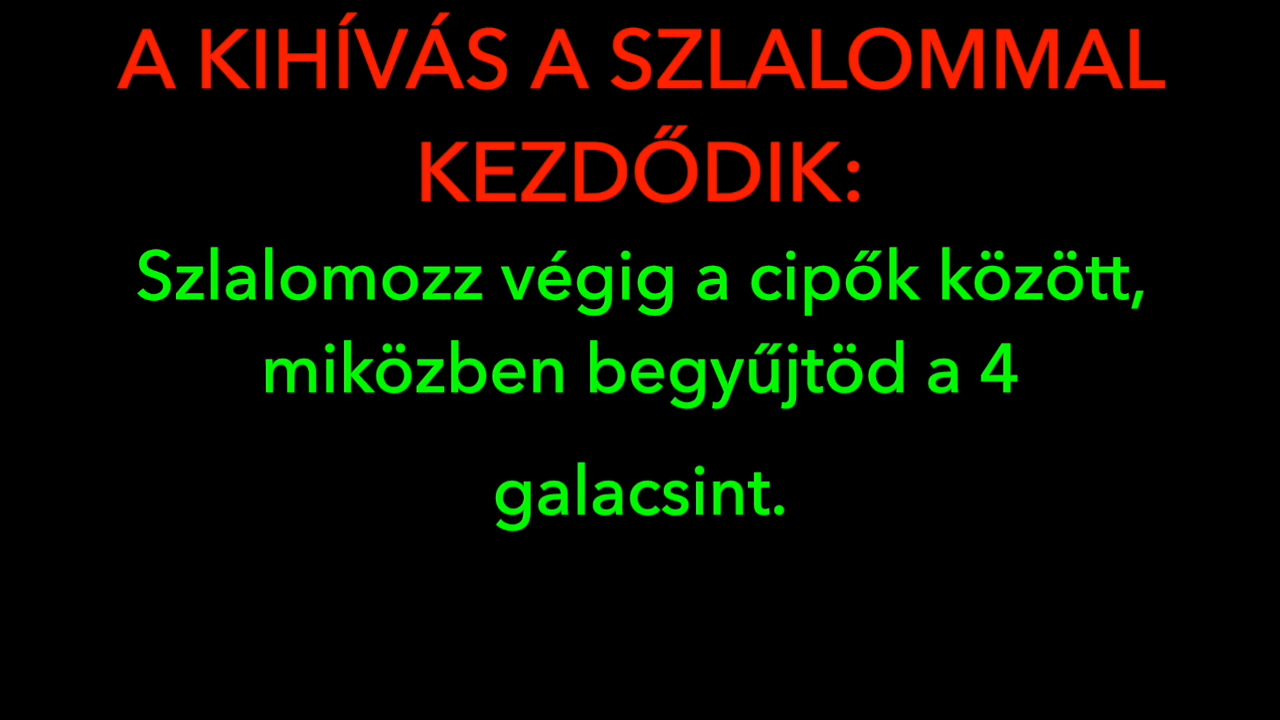 A KIHÍVÁS A SZLALOMMAL
KEZDŐDIK:
Szlalomozz végig a cipők között,
miközben begyűjtöd a 4
galacsint.